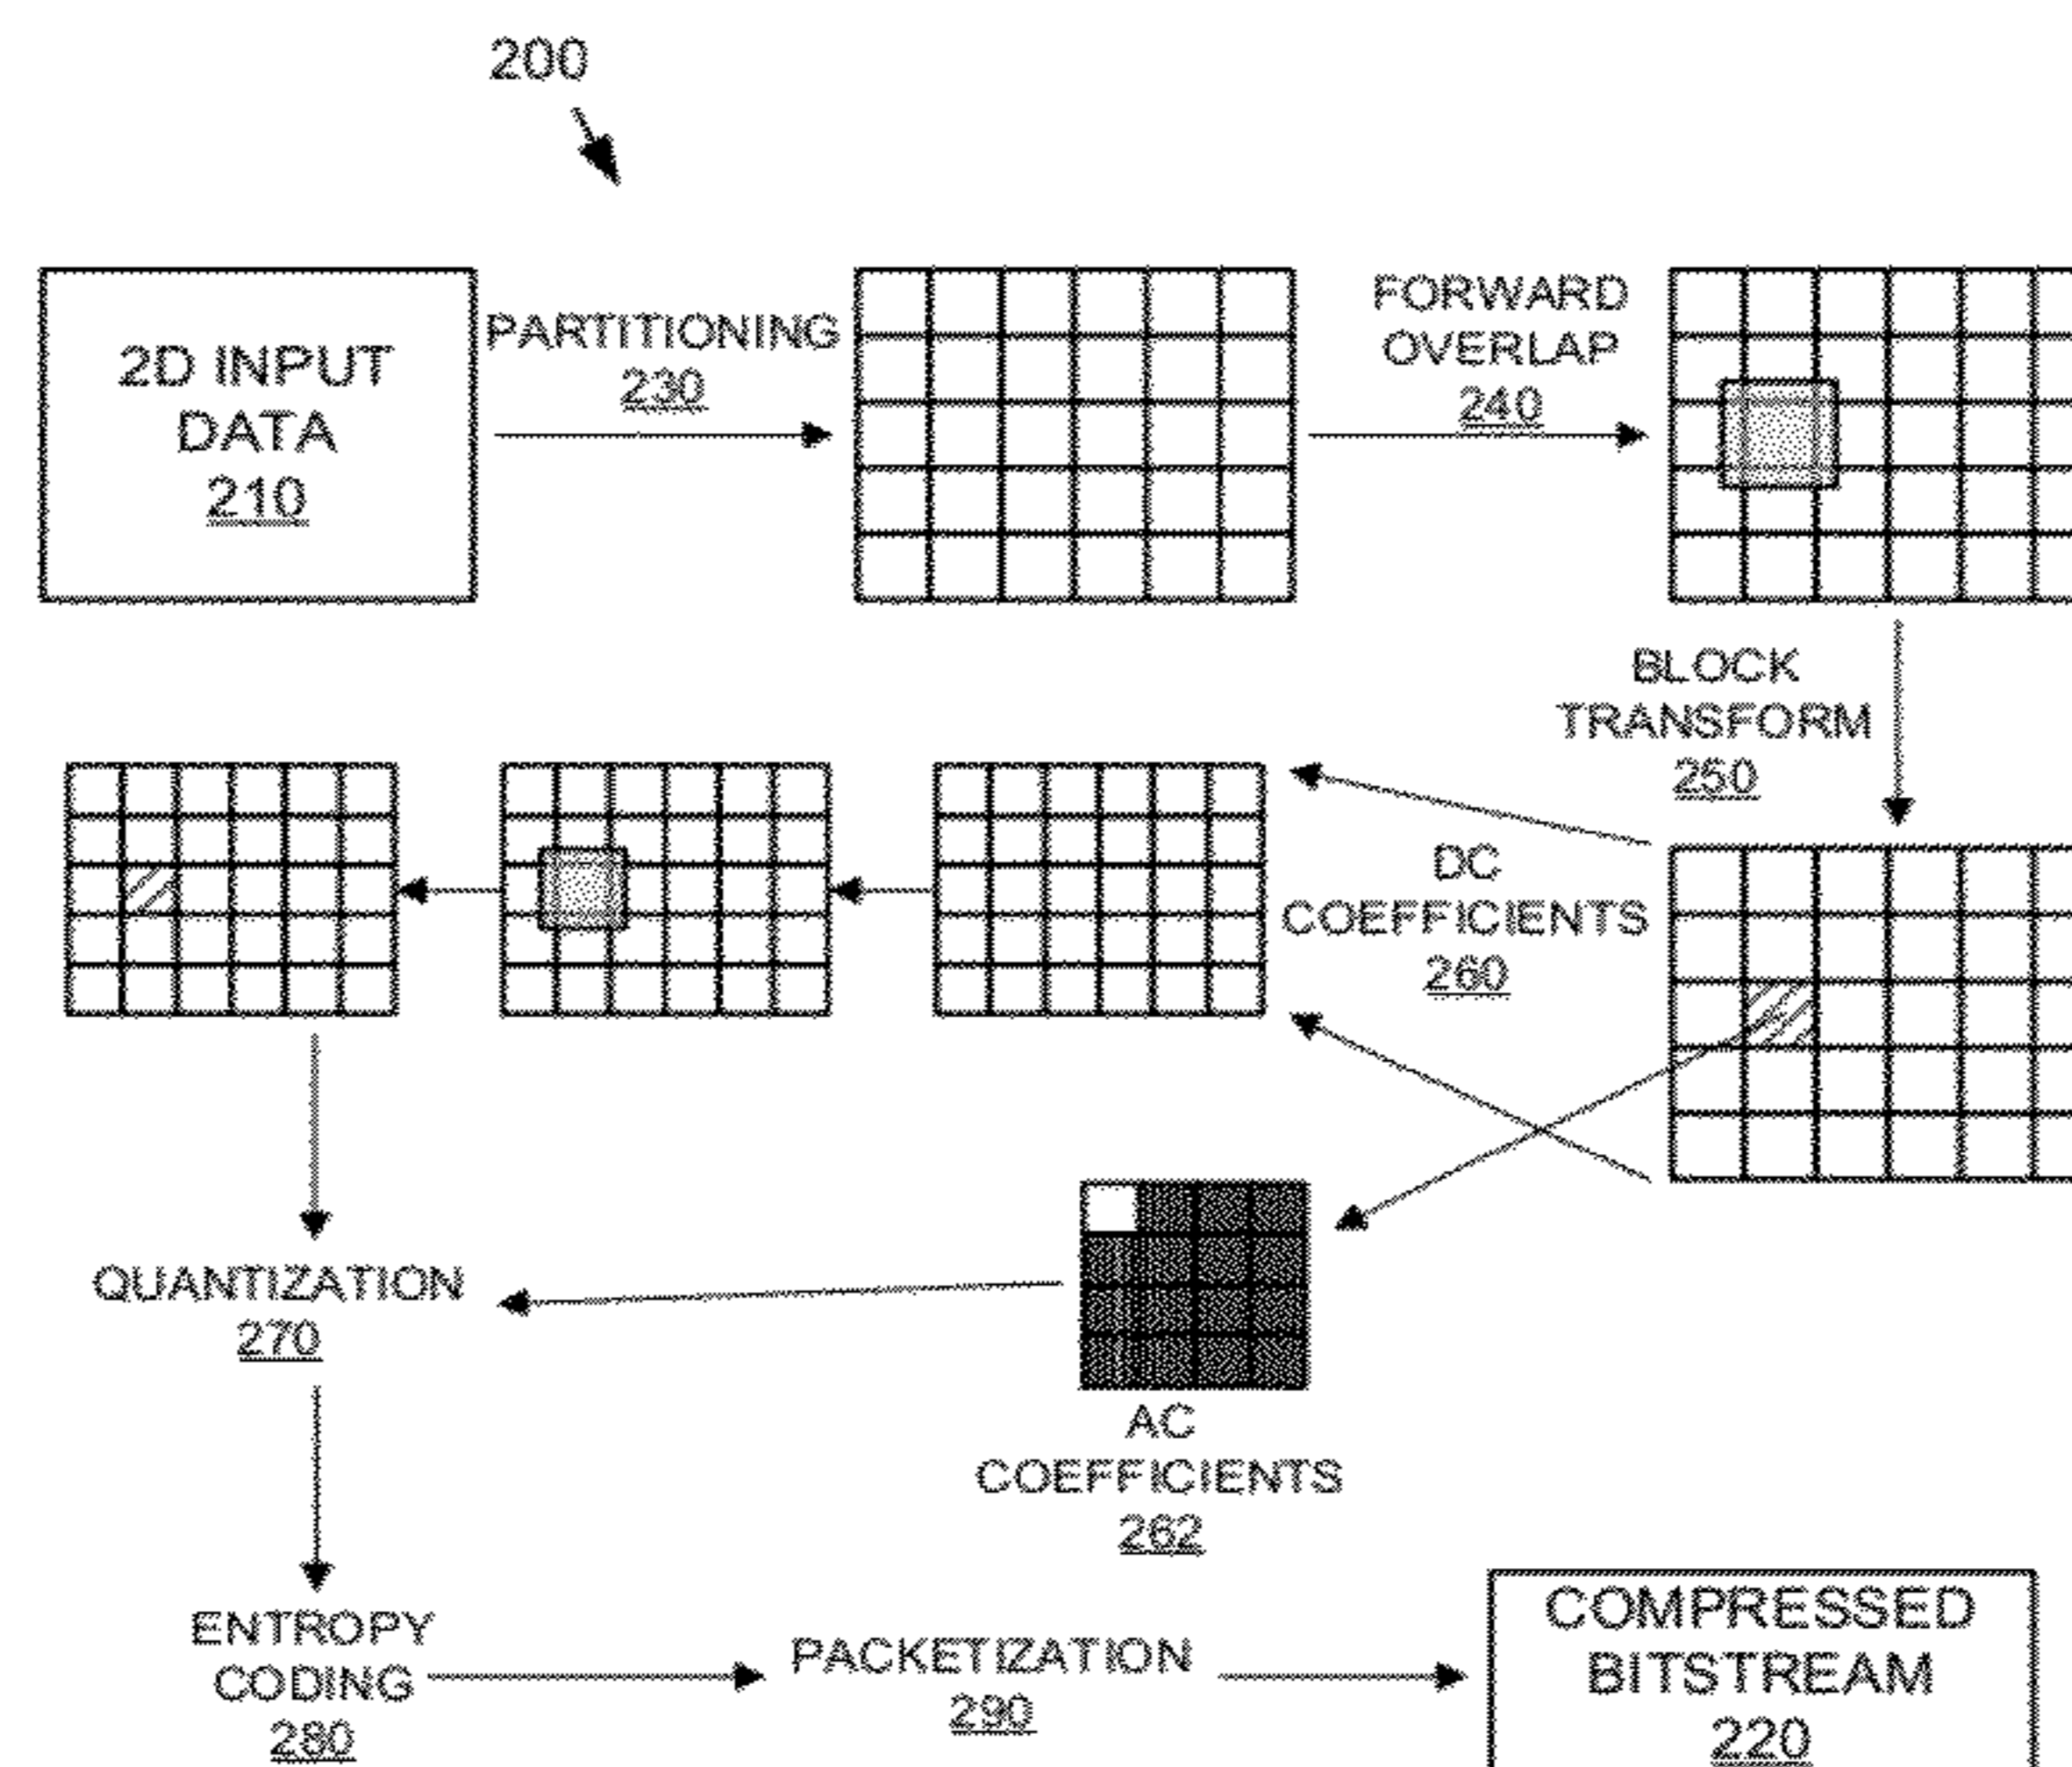 200
2D INPUT
DATA
210
PARTITIONING
230
FORWARD
OVERLAP
240
BLOCK
TRANSFORM
250
DC
COEFFICIENTS
260
QUANTIZATION
270
AC
COEFFICIENTS
262
ENTROPY
CODING
280
PACKETIZATION
290
COMPRESSED
BITSTREAM
220